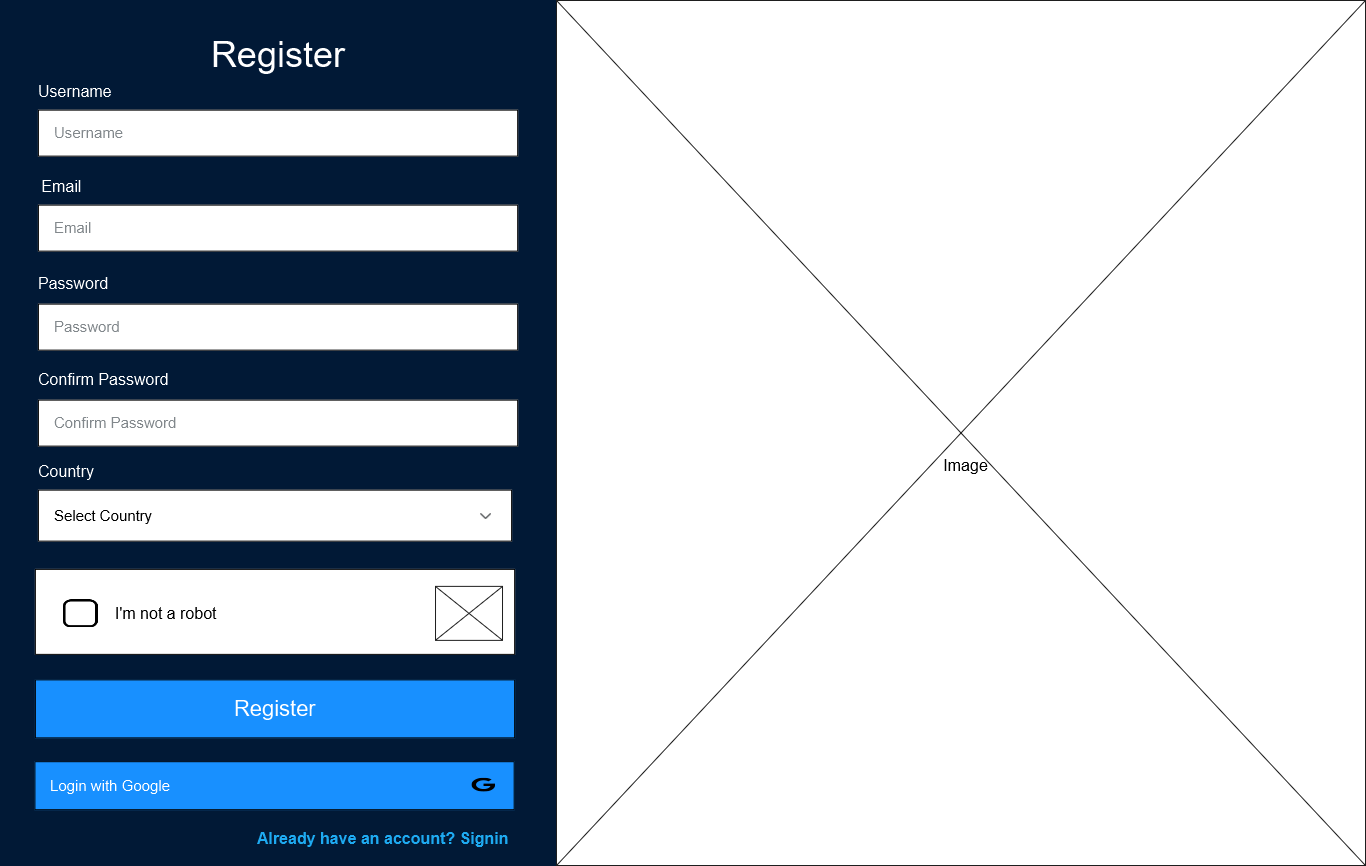 Register
Username
Username
Email
Email
Password
Password
Confirm Password
Confirm Password
Country
Select Country
I'm not a robot
Register
Login with Google
G
Already have an account? Signin
Image